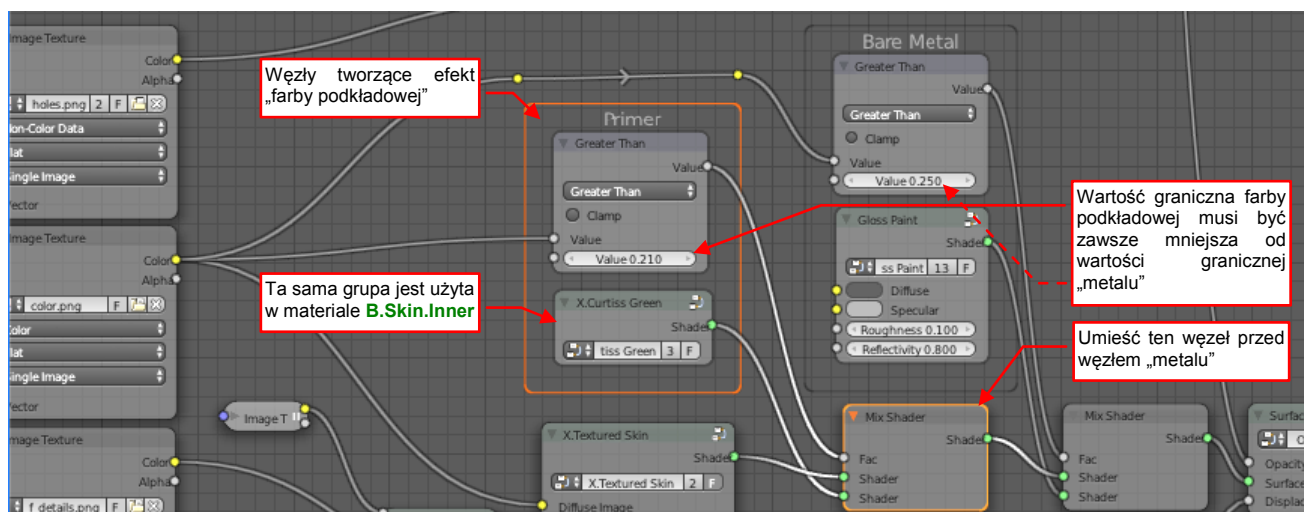 Image Texture
Color
Alpha
holes.png 2 F
Non-Color Data
Flat
Single Image
Vector
Image Texture
Color
Alpha
color.png F
Color
Flat
Single Image
Vector
Image Texture
Color
Alpha
f_details.png F
Węzły tworzące efekt
„farby podkładowej”
Primer
Greater Than
Value
Greater Than
Clamp
Value
Value 0.210
Ta sama grupa jest użyta
w materiale B.Skin.Inner
X.Curtiss Green
Shader
tiss Green 3 F
Image T
X.Textured Skin
Shader
X.Textured Skin 2 F
Diffuse Image
Bare Metal
Greater Than
Value
Greater Than
Clamp
Value
Value 0.250
Gloss Paint
Shader
ss Paint 13 F
Diffuse
Specular
Roughness 0.100
Reflectivity 0.800
Wartość graniczna farby
podkładowej musi być
zawsze mniejsza od
wartości granicznej
„metalu”
Umieść ten węzeł przed
węzłem „metalu”
Mix Shader
Shader
Fac
Shader
Shader
Mix Shader
Shader
Fac
Shader
Shader
Surfac
O
Opacity
Surface
Displac